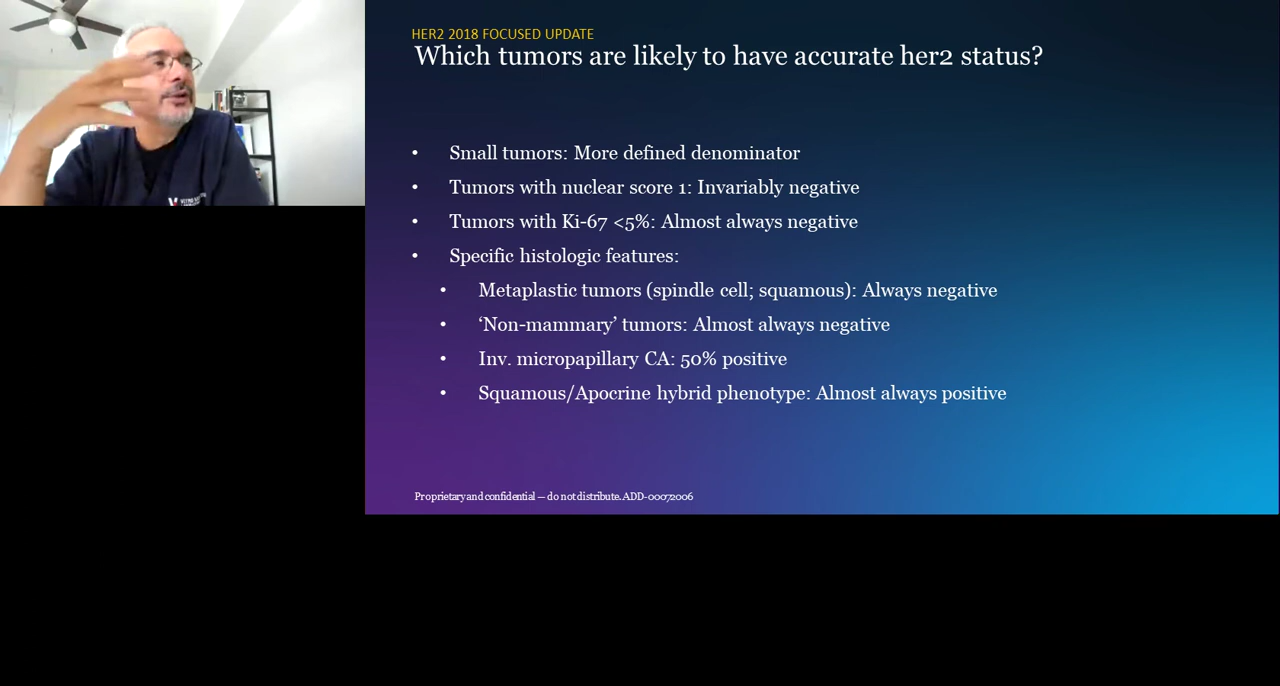 HER2 2018 FOCUSED UPDATE
Which tumors are likely to have accurate her2 status?
• Small tumors: More defined denominator
• Tumors with nuclear score 1: Invariably negative
• Tumors with Ki-67 <5%: Almost always negative
• Specific histologic features:
• Metaplastic tumors (spindle cell; squamous): Always negative
• ‘Non-mammary’ tumors: Almost always negative
• Inv. micropapillary CA: 50% positive
• Squamous/Apocrine hybrid phenotype: Almost always positive
Proprietary and confidential — do not distribute. ADD-00072006